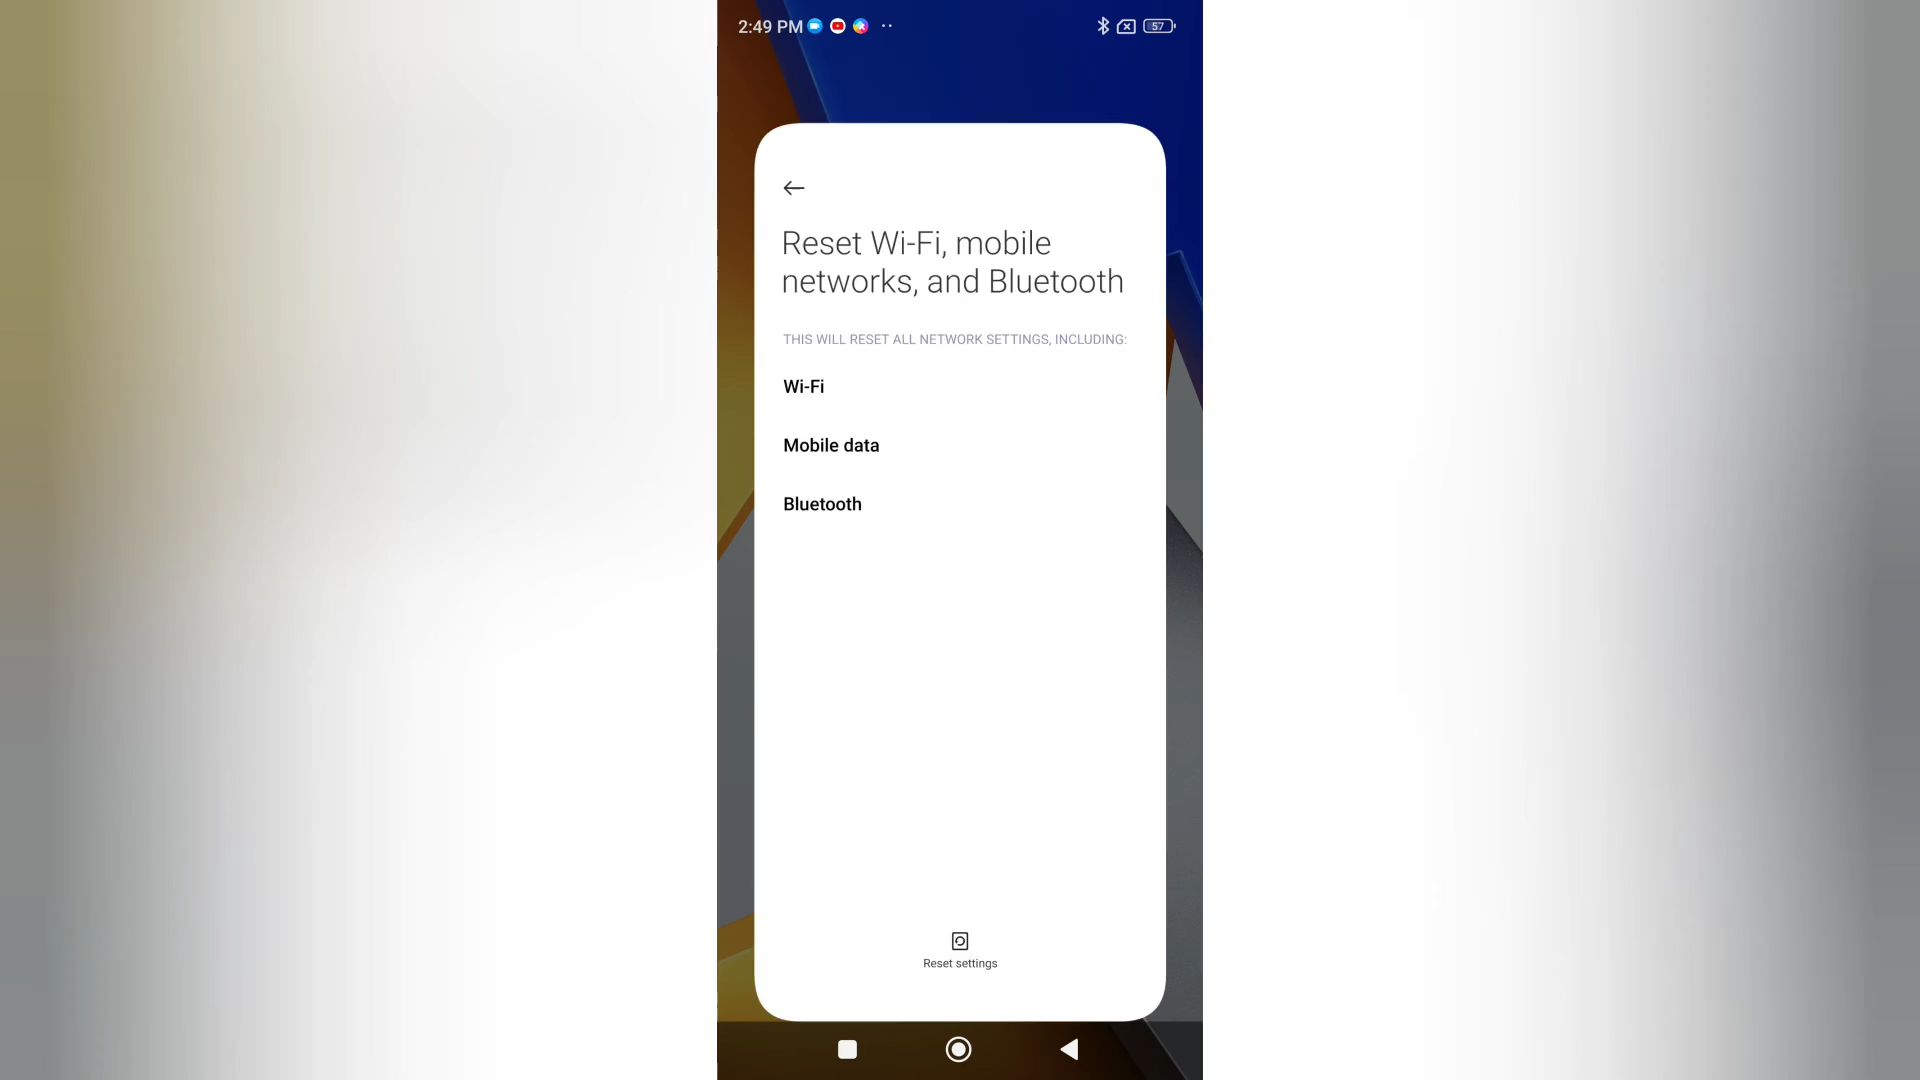 2:49 PM
57
Reset Wi-Fi, mobile
networks, and Bluetooth
THIS WILL RESET ALL NETWORK SETTINGS, INCLUDING:
Wi-Fi
Mobile data
Bluetooth
Reset settings